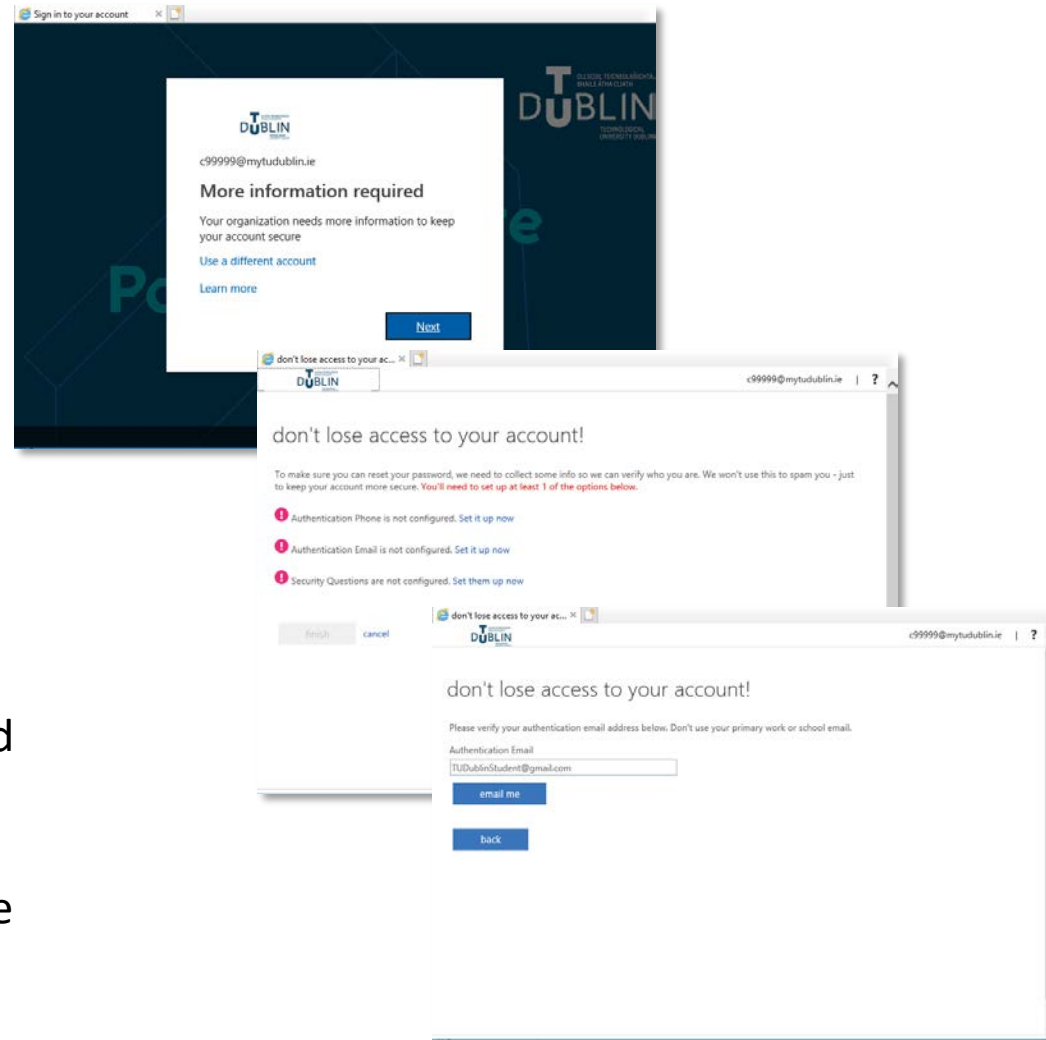 Sign in to your account
T
DUBLIN
OLLSCOIL TEICNEOLAÍOCHTA
BHAILE ÁTHA CLIATH
DUBLIN
TECHNOLOGICAL
UNIVERSITY DUBLIN
c99999@mytudublin.ie
More information required
Your organization needs more information to keep
your account secure
Use a different account
Learn more
Next
don't lose access to your ac...
DUBLIN
c99999@mytudublin.ie | ?
don't lose access to your account!
To make sure you can reset your password, we need to collect some info so we can verify who you are. We won't use this to spam you - just
to keep your account more secure. You'll need to set up at least 1 of the options below.
Authentication Phone is not configured. Set it up now
Authentication Email is not configured. Set it up now
Security Questions are not configured. Set them up now
finish cancel
don't lose access to your ac...
DUBLIN
c99999@mytudublin.ie | ?
don't lose access to your account!
Please verify your authentication email address below. Don't use your primary work or school email.
Authentication Email
TUDublinStudent@gmail.com
email me
back
d
e